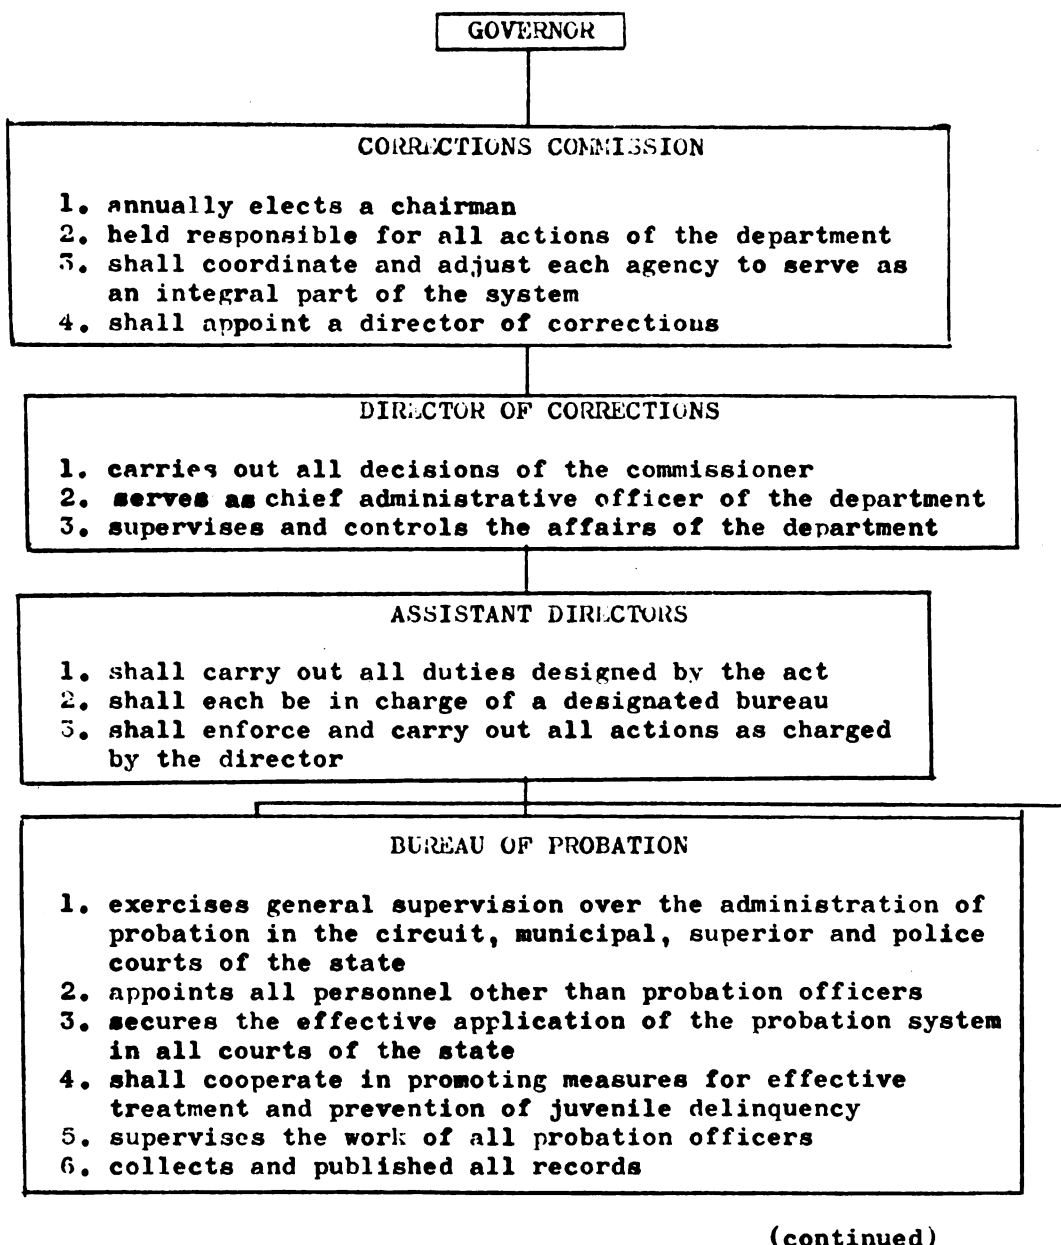 GOVERNOR
CORRECTIONS COMMISSION
1. annually elects a chairman
2. held responsible for all actions of the department
3. shall coordinate and adjust each agency to serve as
an integral part of the system
4. shall appoint a director of corrections
DIRECTOR OF CORRECTIONS
1. carries out all decisions of the commissioner
2. serves as chief administrative officer of the department
3. supervises and controls the affairs of the department
ASSISTANT DIRECTORS
1. shall carry out all duties designed by the act
2. shall each be in charge of a designated bureau
3. shall enforce and carry out all actions as charged
by the director
BUREAU OF PROBATION
1. exercises general supervision over the administration of
probation in the circuit, municipal, superior and police
courts of the state
2. appoints all personnel other than probation officers
3. secures the effective application of the probation system
in all courts of the state
4. shall cooperate in promoting measures for effective
treatment and prevention of juvenile delinquency
5. supervises the work of all probation officers
6. collects and published all records
(continued)